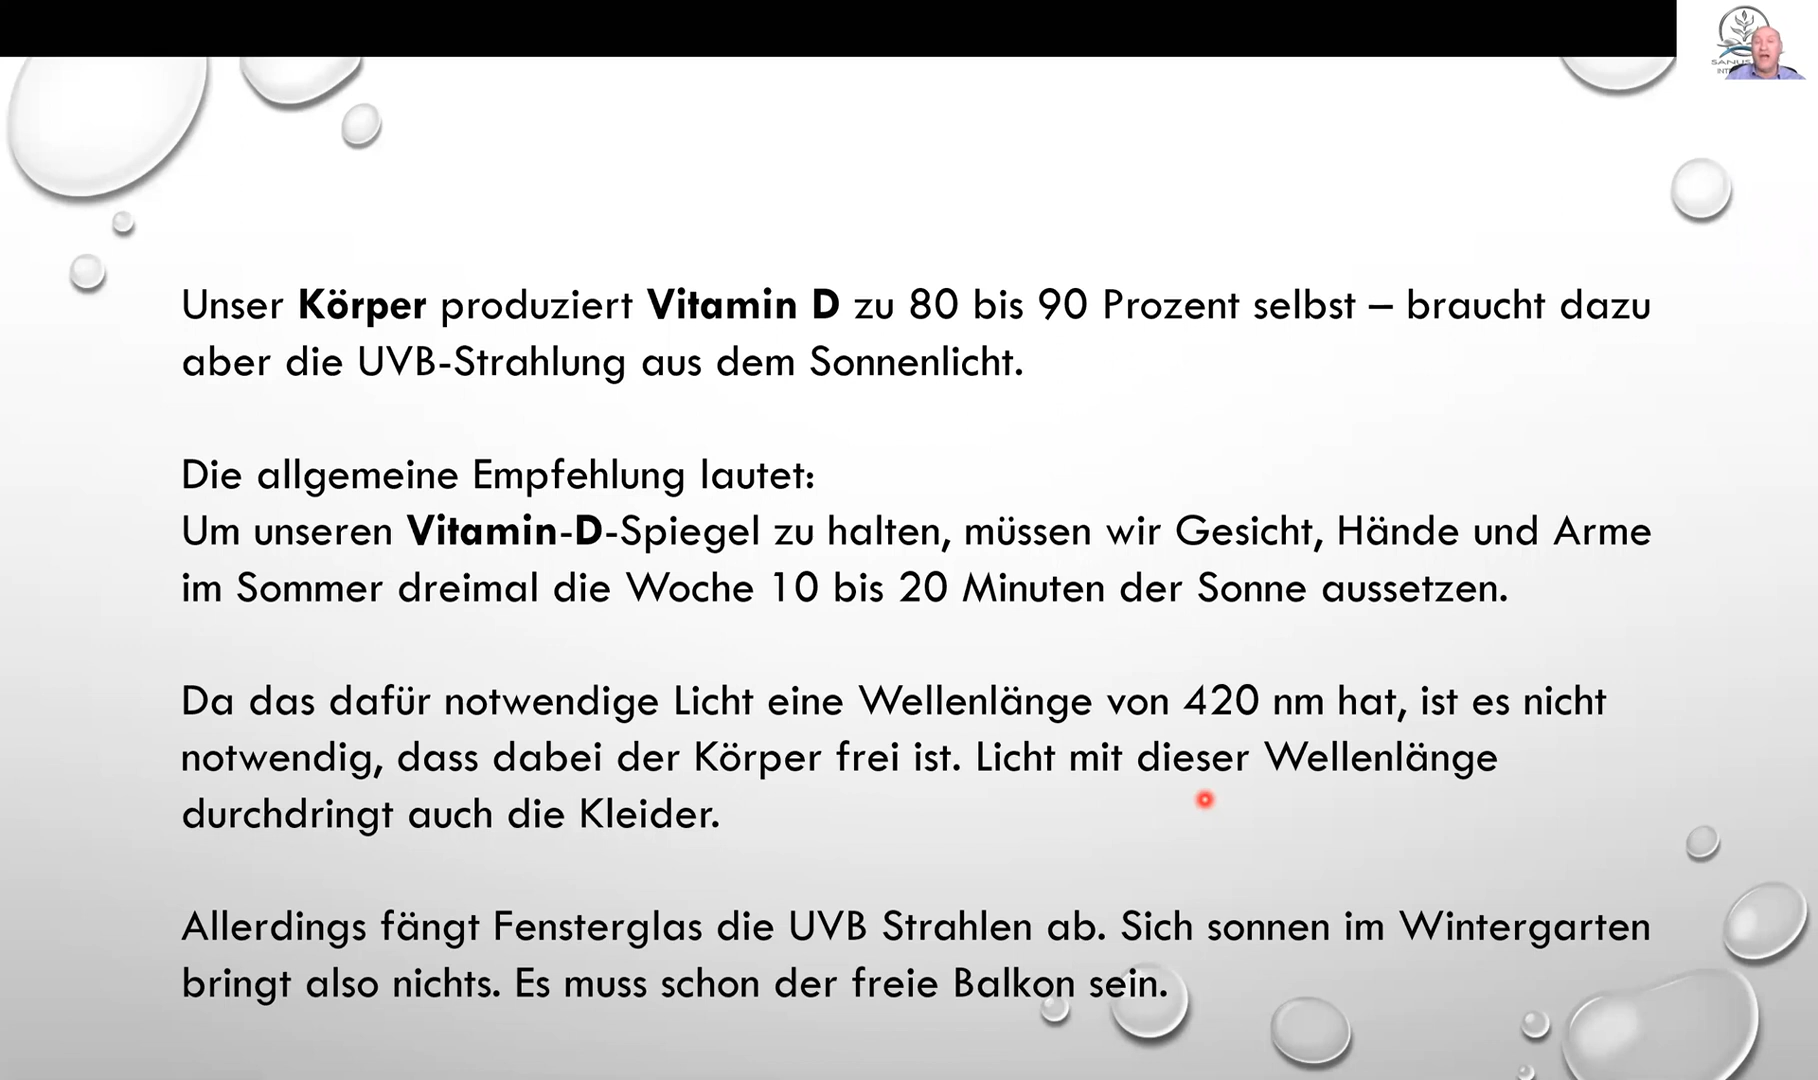 Unser Körper produziert Vitamin D zu 80 bis 90 Prozent selbst – braucht dazu
aber die UVB-Strahlung aus dem Sonnenlicht.
Die allgemeine Empfehlung lautet:
Um unseren Vitamin-D-Spiegel zu halten, müssen wir Gesicht, Hände und Arme
im Sommer dreimal die Woche 10 bis 20 Minuten der Sonne aussetzen.
Da das dafür notwendige Licht eine Wellenlänge von 420 nm hat, ist es nicht
notwendig, dass dabei der Körper frei ist. Licht mit dieser Wellenlänge
durchdringt auch die Kleider.
Allerdings fängt Fensterglas die UVB Strahlen ab. Sich sonnen im Wintergarten
bringt also nichts. Es muss schon der freie Balkon sein.